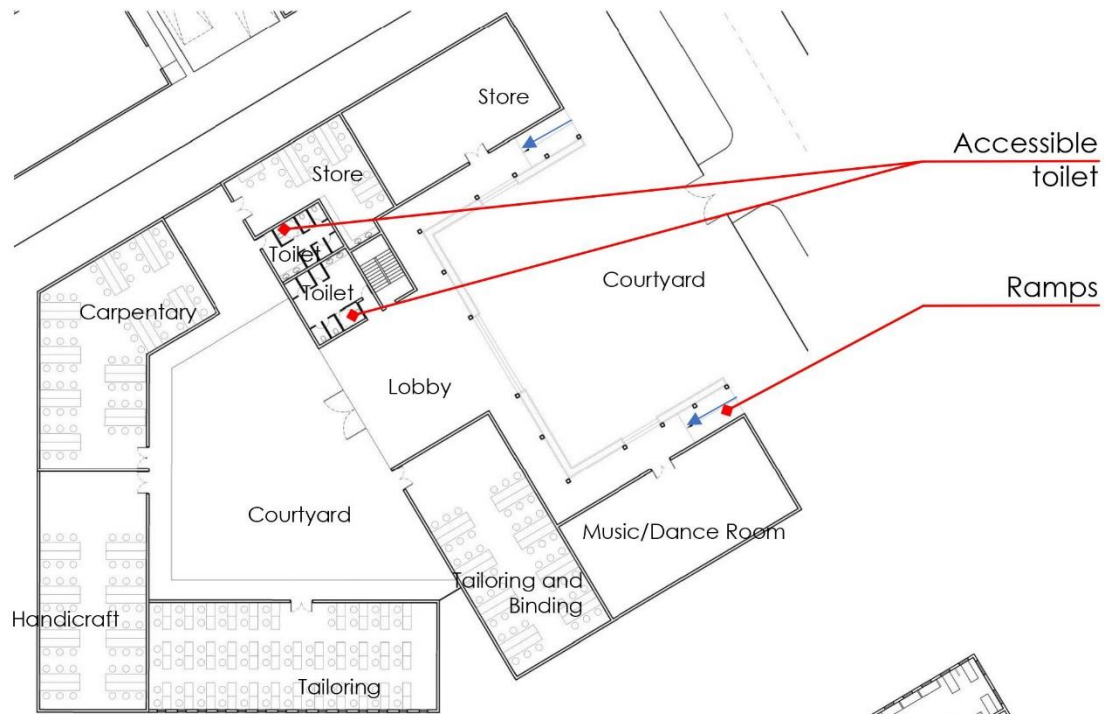 Store
Accessible
toilet
Store
Toilet
Courtyard
Toilet
Ramps
Carpentary
Lobby
Courtyard
Music/Dance Room
Tailoring and
Binding
Handicraft
Tailoring